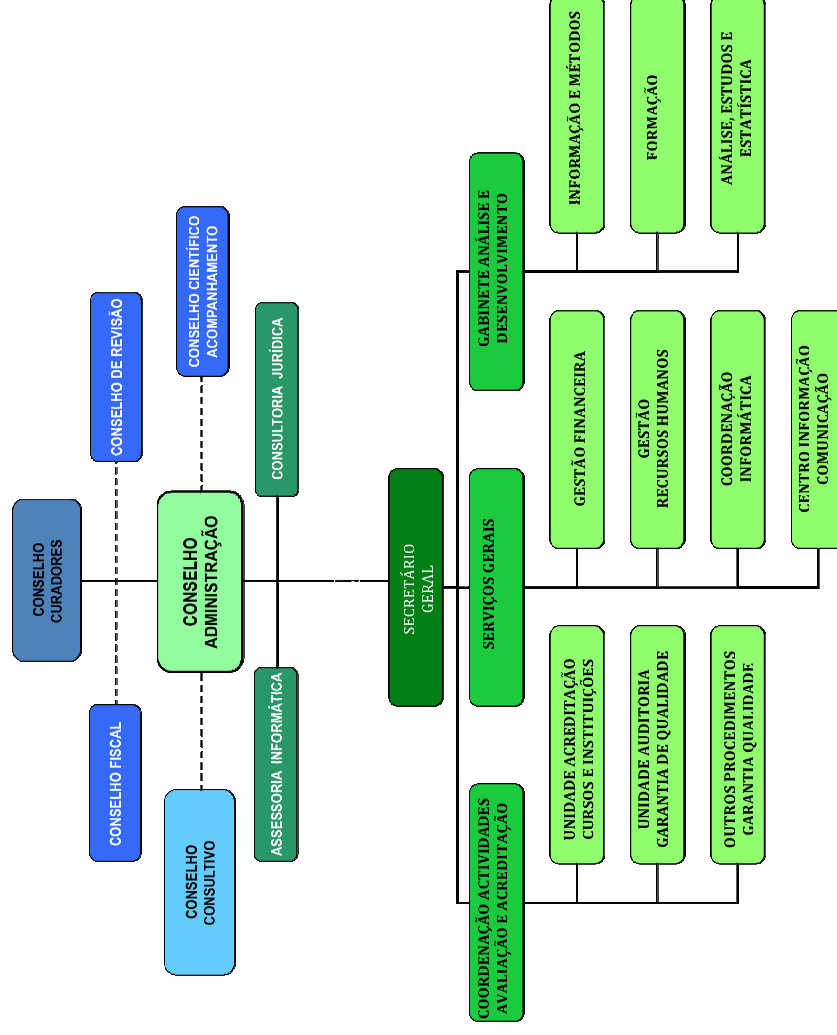 CONSELHO
CURADORES
CONSELHO FISCAL
CONSELHO DE REVISÃO
CONSELHO
CONSULTIVO
CONSELHO
ADMINISTRAÇÃO
CONSELHO CIENTÍFICO
ACOMPANHAMENTO
ASSESSORIA INFORMÁTICA
CONSULTORIA JURÍDICA
SECRETÁRIO
GERAL
COORDENAÇÃO ACTIVIDADES
AVALIAÇÃO E ACREDITAÇÃO
SERVIÇOS GERAIS
GABINETE ANÁLISE E
DESENVOLVIMENTO
UNIDADE ACREDITAÇÃO
CURSOS E INSTITUIÇÕES
UNIDADE AUDITORIA
GARANTIA DE QUALIDADE
OUTROS PROCEDIMENTOS
GARANTIA QUALIDADE
GESTÃO FINANCEIRA
GESTÃO
RECURSOS HUMANOS
COORDENAÇÃO
INFORMÁTICA
CENTRO INFORMAÇÃO
COMUNICAÇÃO
INFORMAÇÃO E MÉTODOS
FORMAÇÃO
ANÁLISE, ESTUDOS E
ESTATÍSTICA